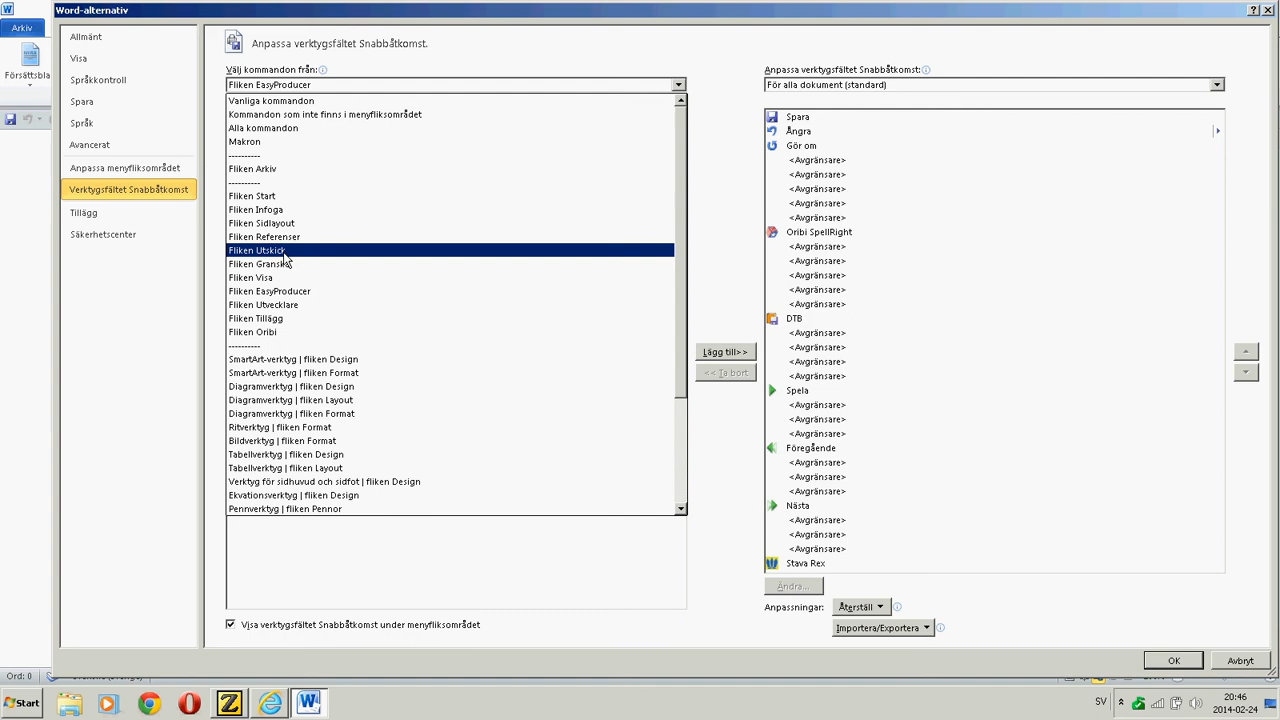 Word-alternativ
Arkiv
Försättsbla
Allmänt
Visa
Språkkontroll
Spara
Språk
Avancerat
Anpassa menyfliksområdet
Verktygsfältet Snabbåtkomst
Tillägg
Säkerhetscenter
Anpassa verktygsfältet Snabbåtkomst.
Välj kommandon från:
Fliken EasyProducer
Vanliga kommandon
Kommandon som inte finns i menyfliksområdet
Alla kommandon
Makron
----------
Fliken Arkiv
----------
Fliken Start
Fliken Infoga
Fliken Sidlayout
Fliken Referenser
Fliken Utskick
Fliken Gransk
Fliken Visa
Fliken EasyProducer
Fliken Utvecklare
Fliken Tillägg
Fliken Oribi
----------
SmartArt-verktyg | fliken Design
SmartArt-verktyg | fliken Format
Diagramverktyg | fliken Design
Diagramverktyg | fliken Layout
Diagramverktyg | fliken Format
Ritverktyg | fliken Format
Bildverktyg | fliken Format
Tabellverktyg | fliken Design
Tabellverktyg | fliken Layout
Verktyg för sidhuvud och sidfot | fliken Design
Ekvationsverktyg | fliken Design
Pennverktyg | fliken Pennor
Visa verktygsfältet Snabbåtkomst under menyfliksområdet
Lägg till>>
<< Ta bort
Anpassa verktygsfältet Snabbåtkomst:
För alla dokument (standard)
Spara
Ångra
Gör om
<Avgränsare>
<Avgränsare>
<Avgränsare>
<Avgränsare>
<Avgränsare>
Oribi SpellRight
<Avgränsare>
<Avgränsare>
<Avgränsare>
<Avgränsare>
<Avgränsare>
DTB
<Avgränsare>
<Avgränsare>
<Avgränsare>
<Avgränsare>
Spela
<Avgränsare>
<Avgränsare>
<Avgränsare>
Föregående
<Avgränsare>
<Avgränsare>
<Avgränsare>
Nästa
<Avgränsare>
<Avgränsare>
<Avgränsare>
Stava Rex
Ändra...
Anpassningar:
Återställ
Importera/Exportera
OK
Avbryt
Ord: 0
Start
SV
20:46
2014-02-24